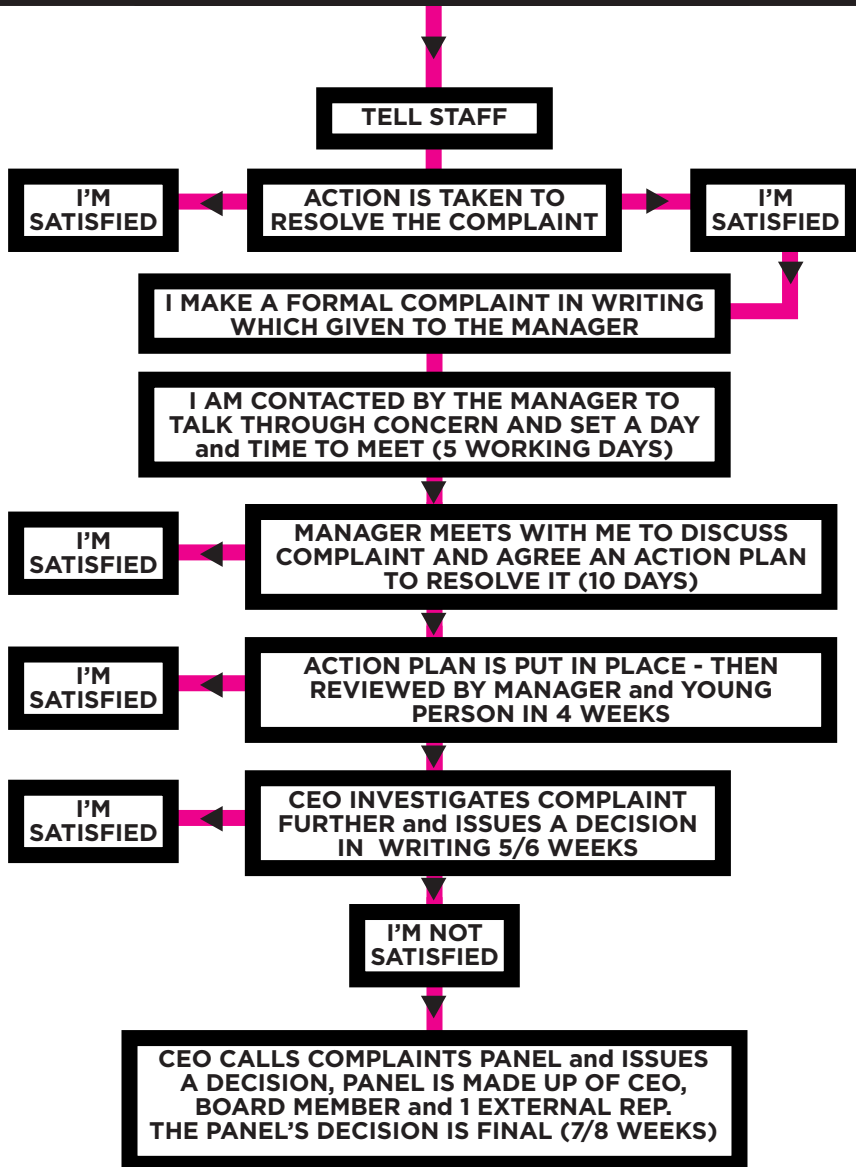 TELL STAFF
I'M
SATISFIED
ACTION IS TAKEN TO
RESOLVE THE COMPLAINT
I'M
SATISFIED
I MAKE A FORMAL COMPLAINT IN WRITING
WHICH GIVEN TO THE MANAGER
I AM CONTACTED BY THE MANAGER TO
TALK THROUGH CONCERN AND SET A DAY
and TIME TO MEET (5 WORKING DAYS)
I'M
SATISFIED
MANAGER MEETS WITH ME TO DISCUSS
COMPLAINT AND AGREE AN ACTION PLAN
TO RESOLVE IT (10 DAYS)
I'M
SATISFIED
ACTION PLAN IS PUT IN PLACE - THEN
REVIEWED BY MANAGER and YOUNG
PERSON IN 4 WEEKS
I'M
SATISFIED
CEO INVESTIGATES COMPLAINT
FURTHER and ISSUES A DECISION
IN WRITING 5/6 WEEKS
I'M NOT
SATISFIED
CEO CALLS COMPLAINTS PANEL and ISSUES
A DECISION, PANEL IS MADE UP OF CEO,
BOARD MEMBER and 1 EXTERNAL REP.
THE PANEL'S DECISION IS FINAL (7/8 WEEKS)